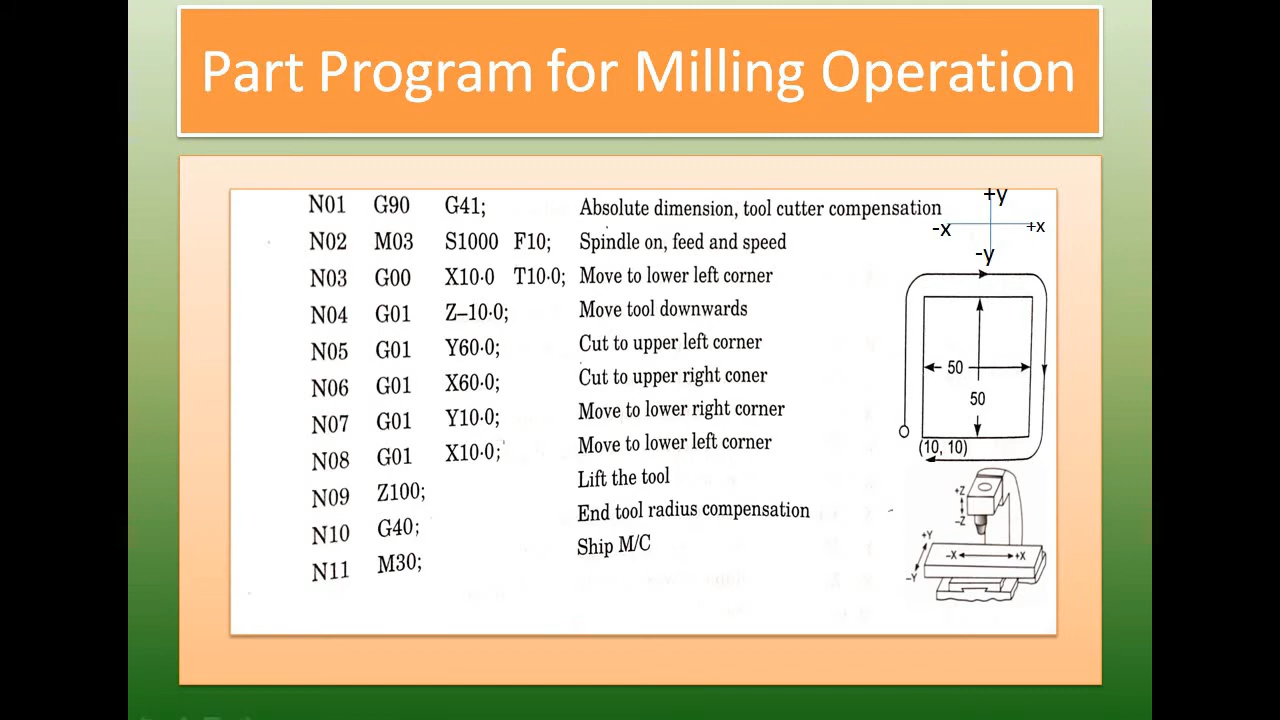 Part Program for Milling Operation
N01 G90 G41; Absolute dimension, tool cutter compensation
N02 M03 S1000 F10; Spindle on, feed and speed
N03 G00 X10·0 T10·0; Move to lower left corner
N04 G01 Z–10·0; Move tool downwards
N05 G01 Y60·0; Cut to upper left corner
N06 G01 X60·0; Cut to upper right coner
N07 G01 Y10·0; Move to lower right corner
N08 G01 X10·0; Move to lower left corner
N09 Z100; Lift the tool
N10 G40; End tool radius compensation
N11 M30; Ship M/C
+y
-x +x
-y
50
50
(10, 10)
+Z
–Z
+Y
–X +X
–Y